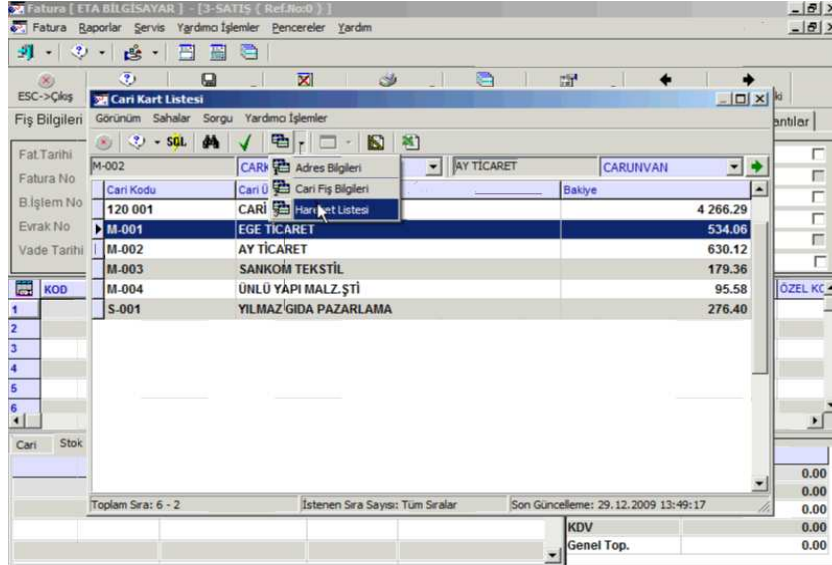 Fatura [ ETA BİLGİSAYAR ] - [3-SATIŞ ( Ref.No:0 ) ]
Fatura Raporlar Servis Yardımcı İşlemler Pencereler Yardım
ESC->Çıkış
Fiş Bilgileri
Fat.Tarihi
Fatura No
B.İşlem No
Evrak No
Vade Tarihi
Cari Kart Listesi
Görünüm Sahalar Sorgu Yardımcı İşlemler
SQL
M-002
AY TİCARET CARUNVAN
Adres Bilgileri
Cari Fiş Bilgileri
Cari Kodu Bakiye
120 001 4 266.29
M-001 EGE TİCARET 534.06
M-002 AY TİCARET 630.12
M-003 SANKOM TEKSTİL 179.36
M-004 ÜNLÜ YAPI MALZ.ŞTİ 95.58
S-001 YILMAZ GIDA PAZARLAMA 276.40
KOD ÖZEL
1
2
3
4
5
6
Cari Stok
Toplam Sıra: 6 - 2 İstenen Sıra Sayısı: Tüm Sıralar Son Güncelleme: 29.12.2009 13:49:17
0.00
0.00
0.00
KDV 0.00
Genel Top. 0.00